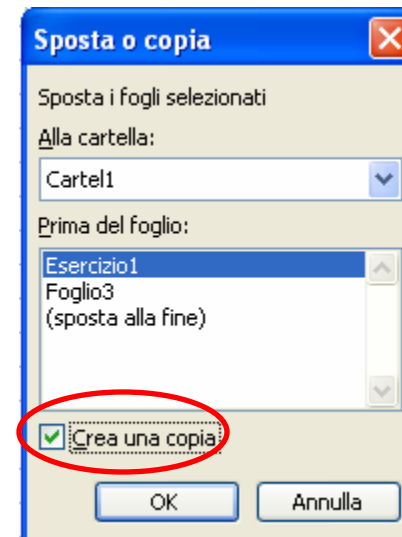 Sposta o copia
Sposta i fogli selezionati
Alla cartella:
Cartel1
Prima del foglio:
Esercizio1
Foglio3
(sposta alla fine)
Crea una copia
OK
Annulla